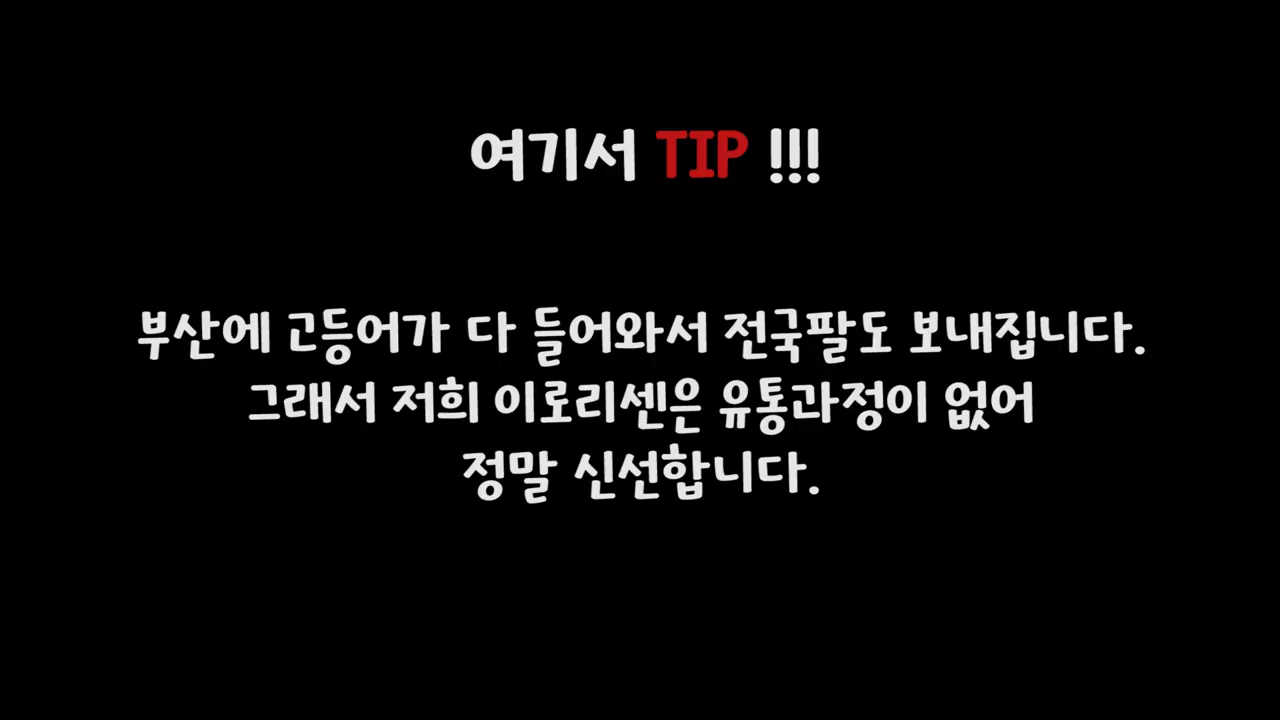 여기서 TIP !!!
부산에 고등어가 다 들어와서 전국팔도 보내집니다.
그래서 저희 이로리센은 유통과정이 없어
정말 신선합니다.